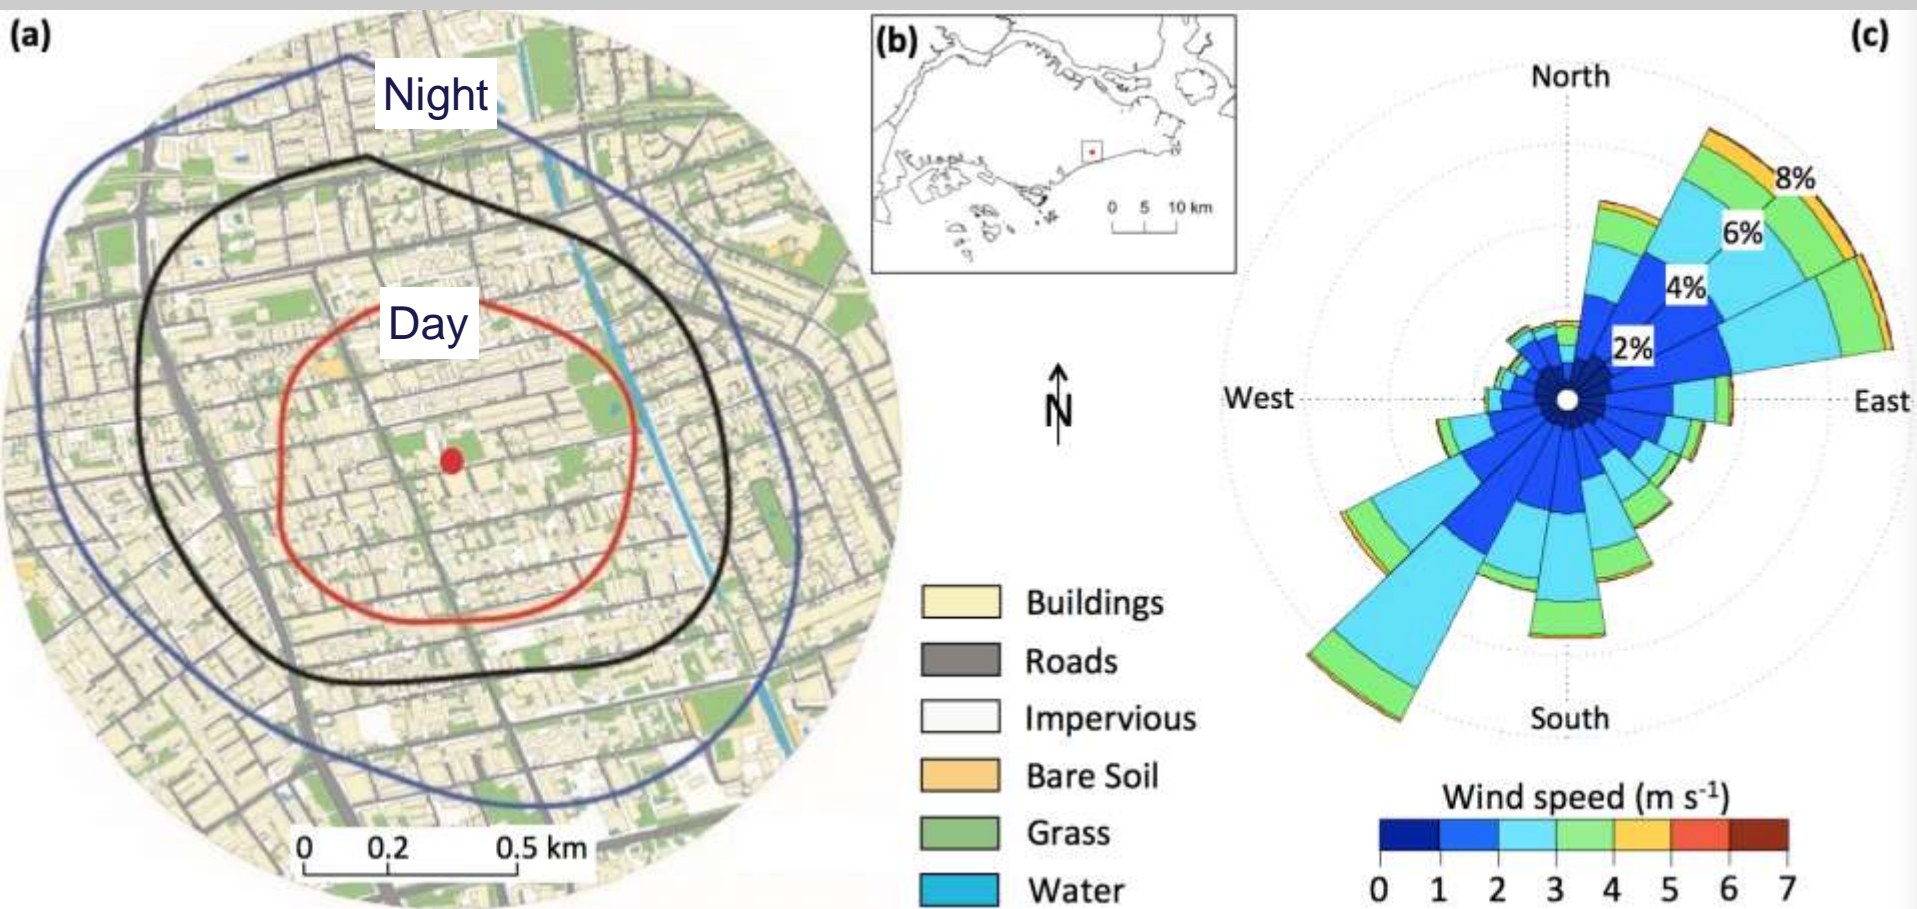 (a)
Night
Day
0 0.2 0.5 km
(b)
0 5 10 km
N
Buildings
Roads
Impervious
Bare Soil
Grass
Water
(c)
North
8%
6%
4%
2%
West
East
South
Wind speed (m s⁻¹)
0 1 2 3 4 5 6 7